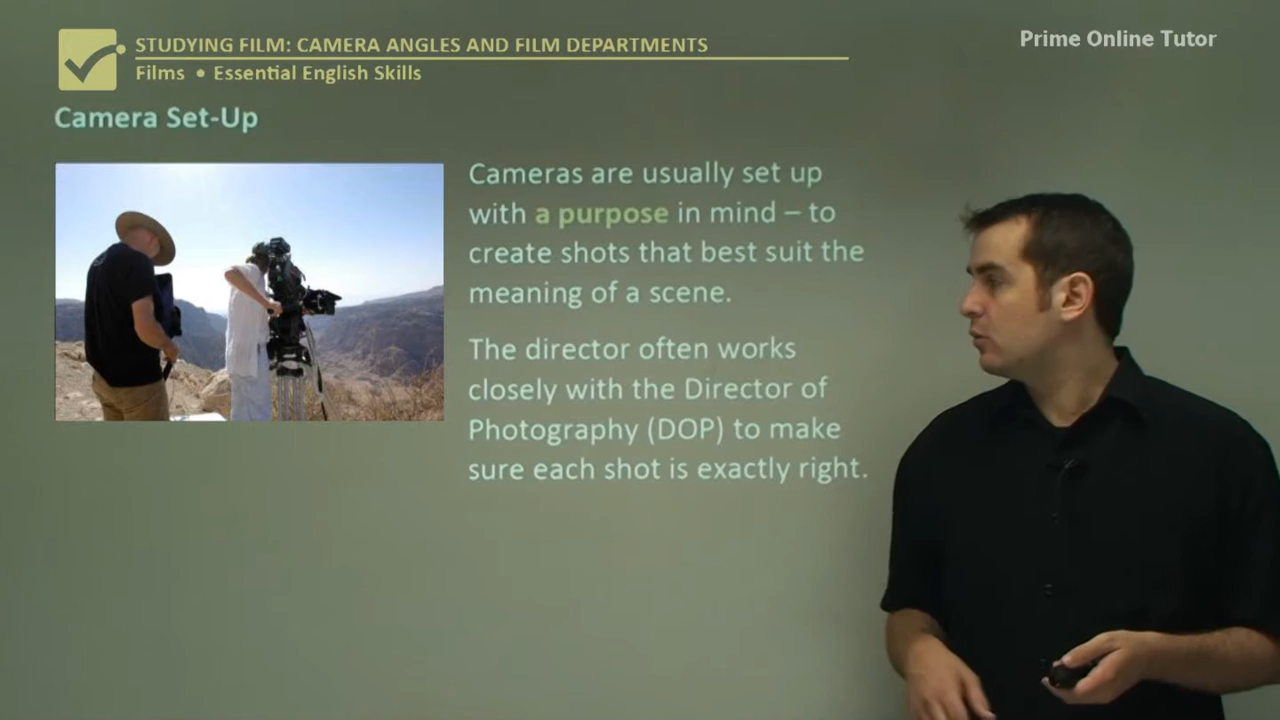 STUDYING FILM: CAMERA ANGLES AND FILM DEPARTMENTS
Films • Essential English Skills
Prime Online Tutor
Camera Set-Up
Cameras are usually set up
with a purpose in mind – to
create shots that best suit the
meaning of a scene.
The director often works
closely with the Director of
Photography (DOP) to make
sure each shot is exactly right.